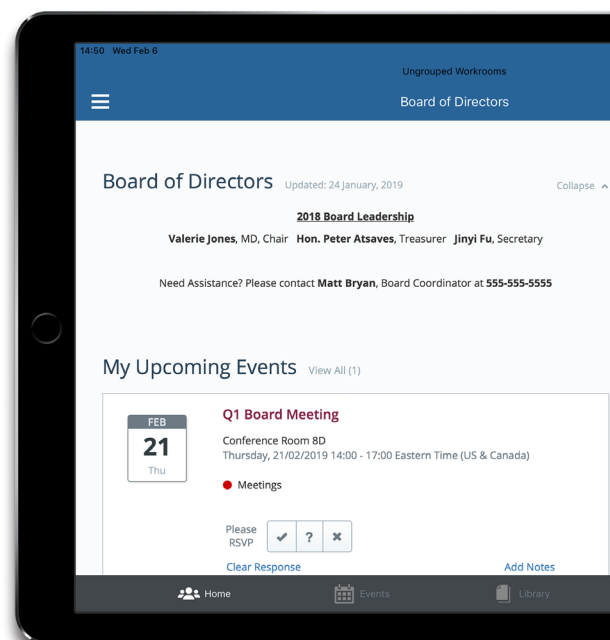 14:50 Wed Feb 6
Ungrouped Workrooms
Board of Directors
Board of Directors Updated: 24 January, 2019 Collapse
2018 Board Leadership
Valerie Jones, MD, Chair Hon. Peter Atsaves, Treasurer Jinyi Fu, Secretary
Need Assistance? Please contact Matt Bryan, Board Coordinator at 555-555-5555
My Upcoming Events View All (1)
FEB
21
Thu
Q1 Board Meeting
Conference Room 8D
Thursday, 21/02/2019 14:00 - 17:00 Eastern Time (US & Canada)
Meetings
Please
RSVP
?
Clear Response Add Notes
Home Events Library